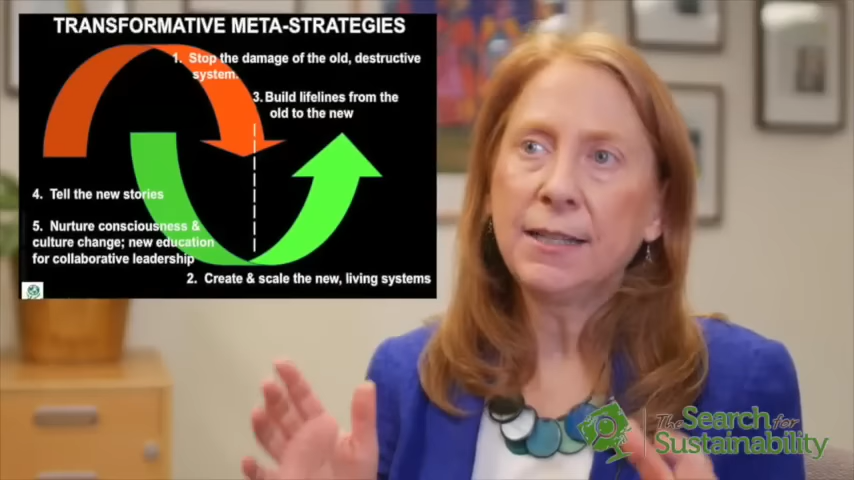 TRANSFORMATIVE META-STRATEGIES
1. Stop the damage of the old, destructive
system.
3. Build lifelines from the
old to the new
4. Tell the new stories
5. Nurture consciousness &
culture change; new education
for collaborative leadership
2. Create & scale the new, living systems
The Search for
Sustainability